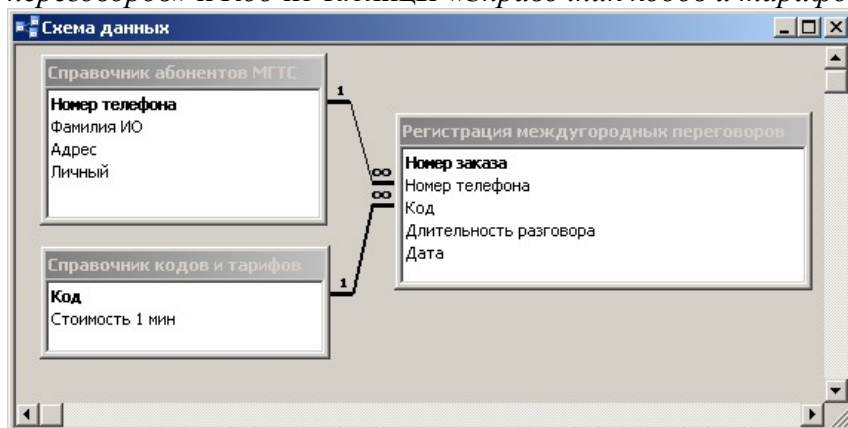 Схема данных
Справочник абонентов МГТС
Номер телефона
Фамилия ИО
Адрес
Личный
1
∞
∞
1
Регистрация междугородных переговоров
Номер заказа
Номер телефона
Код
Длительность разговора
Дата
Справочник кодов и тарифов
Код
Стоимость 1 мин